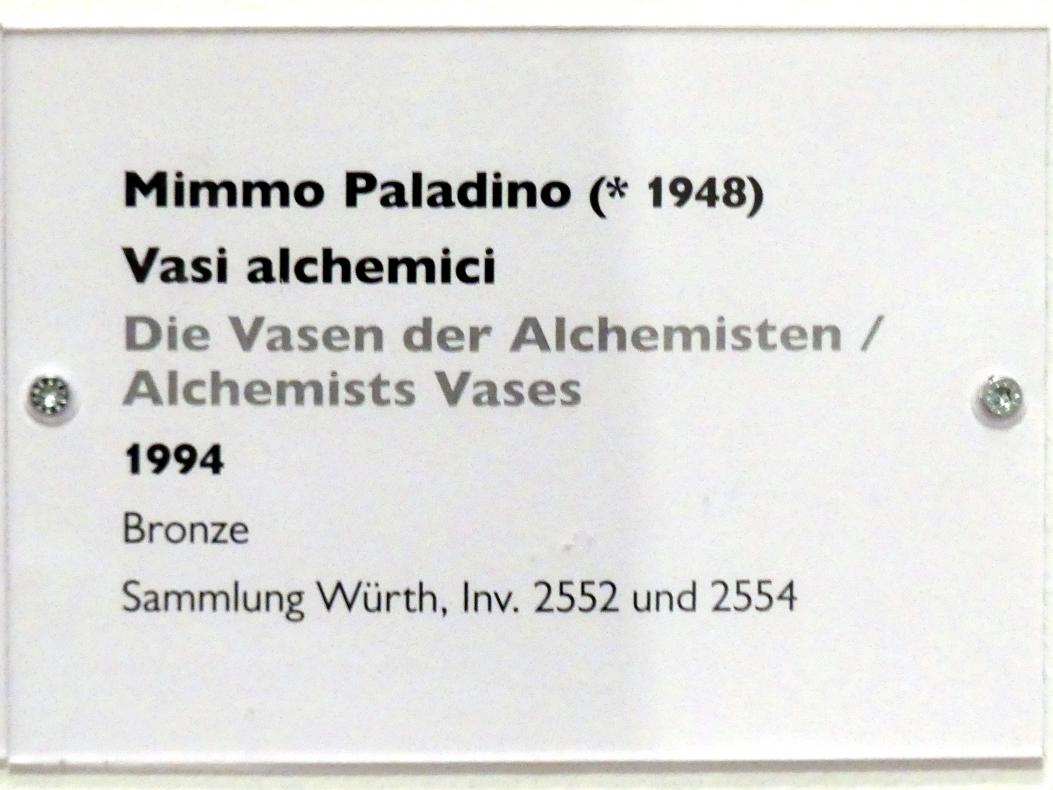 Mimmo Paladino (* 1948)
Vasi alchemici
Die Vasen der Alchemisten /
Alchemists Vases
1994
Bronze
Sammlung Würth, Inv. 2552 und 2554